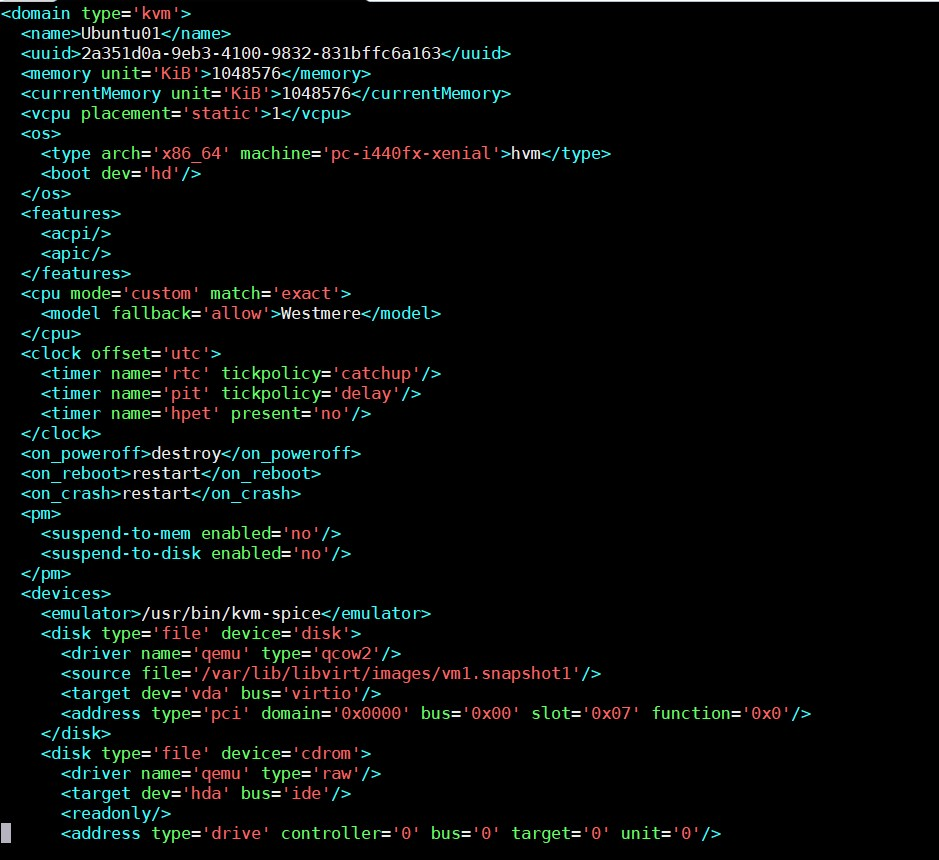 <domain type='kvm'>
  <name>Ubuntu01</name>
  <uuid>2a351d0a-9eb3-4100-9832-831bffc6a163</uuid>
  <memory unit='KiB'>1048576</memory>
  <currentMemory unit='KiB'>1048576</currentMemory>
  <vcpu placement='static'>1</vcpu>
  <os>
    <type arch='x86_64' machine='pc-i440fx-xenial'>hvm</type>
    <boot dev='hd'/>
  </os>
  <features>
    <acpi/>
    <apic/>
  </features>
  <cpu mode='custom' match='exact'>
    <model fallback='allow'>Westmere</model>
  </cpu>
  <clock offset='utc'>
    <timer name='rtc' tickpolicy='catchup'/>
    <timer name='pit' tickpolicy='delay'/>
    <timer name='hpet' present='no'/>
  </clock>
  <on_poweroff>destroy</on_poweroff>
  <on_reboot>restart</on_reboot>
  <on_crash>restart</on_crash>
  <pm>
    <suspend-to-mem enabled='no'/>
    <suspend-to-disk enabled='no'/>
  </pm>
  <devices>
    <emulator>/usr/bin/kvm-spice</emulator>
    <disk type='file' device='disk'>
      <driver name='qemu' type='qcow2'/>
      <source file='/var/lib/libvirt/images/vm1.snapshot1'/>
      <target dev='vda' bus='virtio'/>
      <address type='pci' domain='0x0000' bus='0x00' slot='0x07' function='0x0'/>
    </disk>
    <disk type='file' device='cdrom'>
      <driver name='qemu' type='raw'/>
      <target dev='hda' bus='ide'/>
      <readonly/>
      <address type='drive' controller='0' bus='0' target='0' unit='0'/>